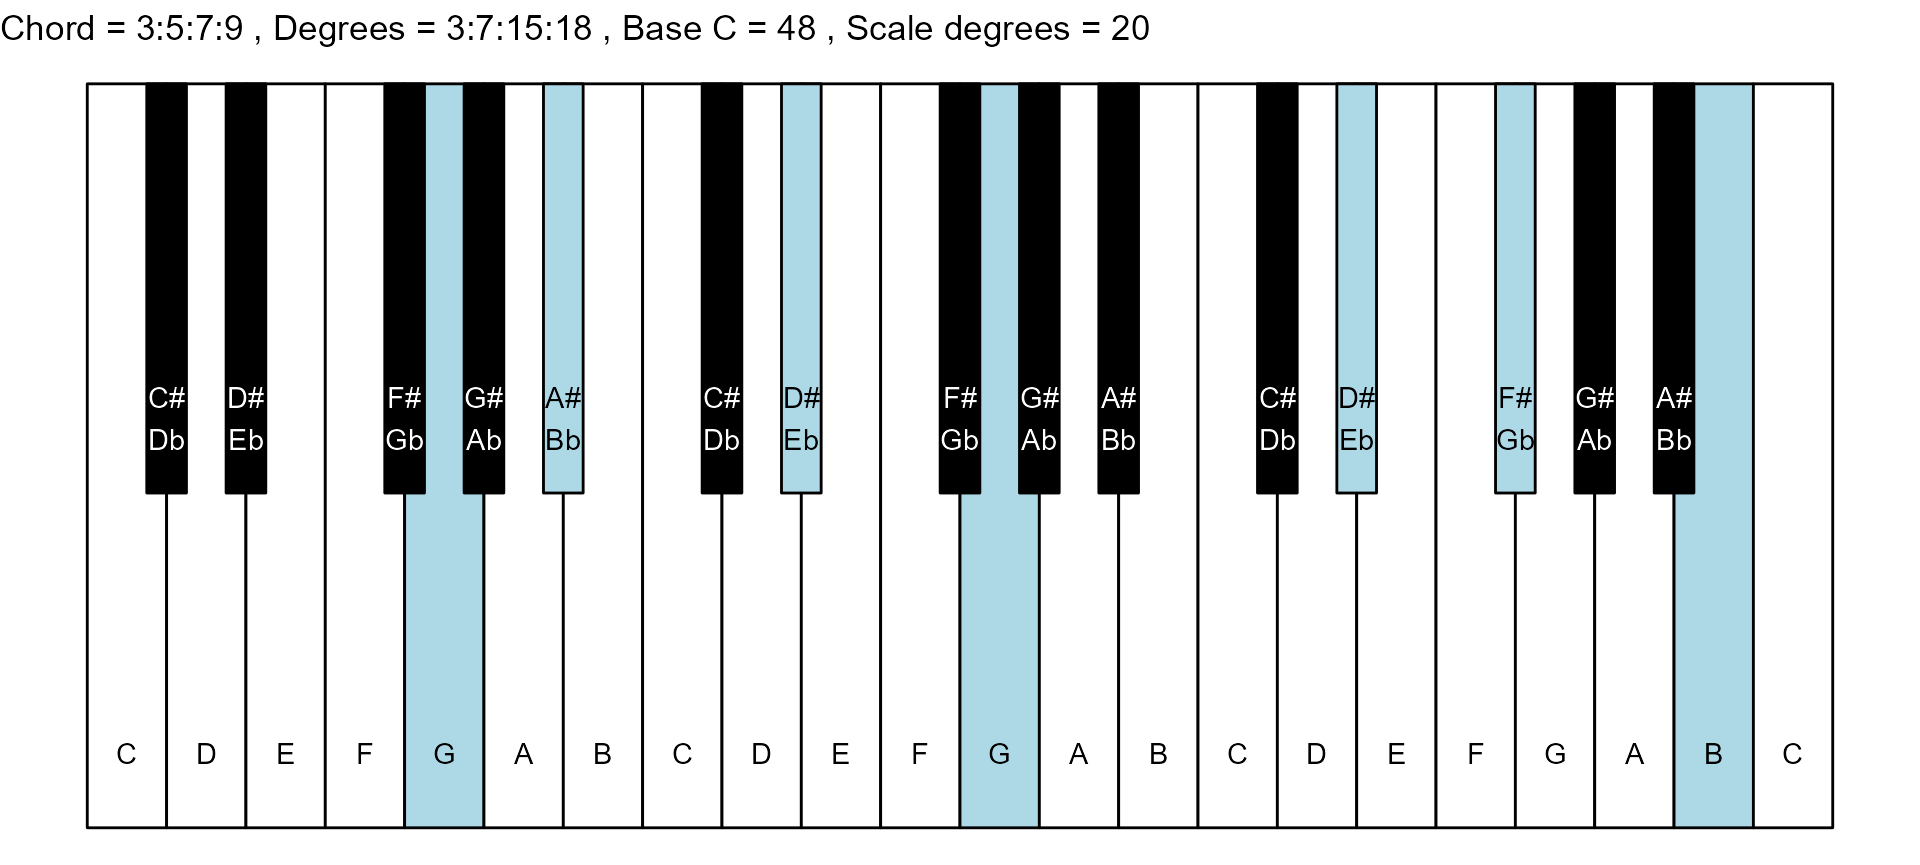 Chord = 3:5:7:9 , Degrees = 3:7:15:18 , Base C = 48 , Scale degrees = 20
C# D# F# G# A# C# D# F# G# A# C# D# F# G# A#
Db Eb Gb Ab Bb Db Eb Gb Ab Bb Db Eb Gb Ab Bb
C D E F G A B C D E F G A B C D E F G A B C